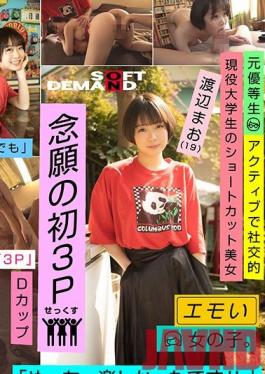 元優等生 アクティブで社交的
現役大学生のショートカット美女
渡辺まお(19)
でも」
SOFT ON DEMAND
念願の初3P
せっくす
3P」
Dカップ
エモい
女の子。